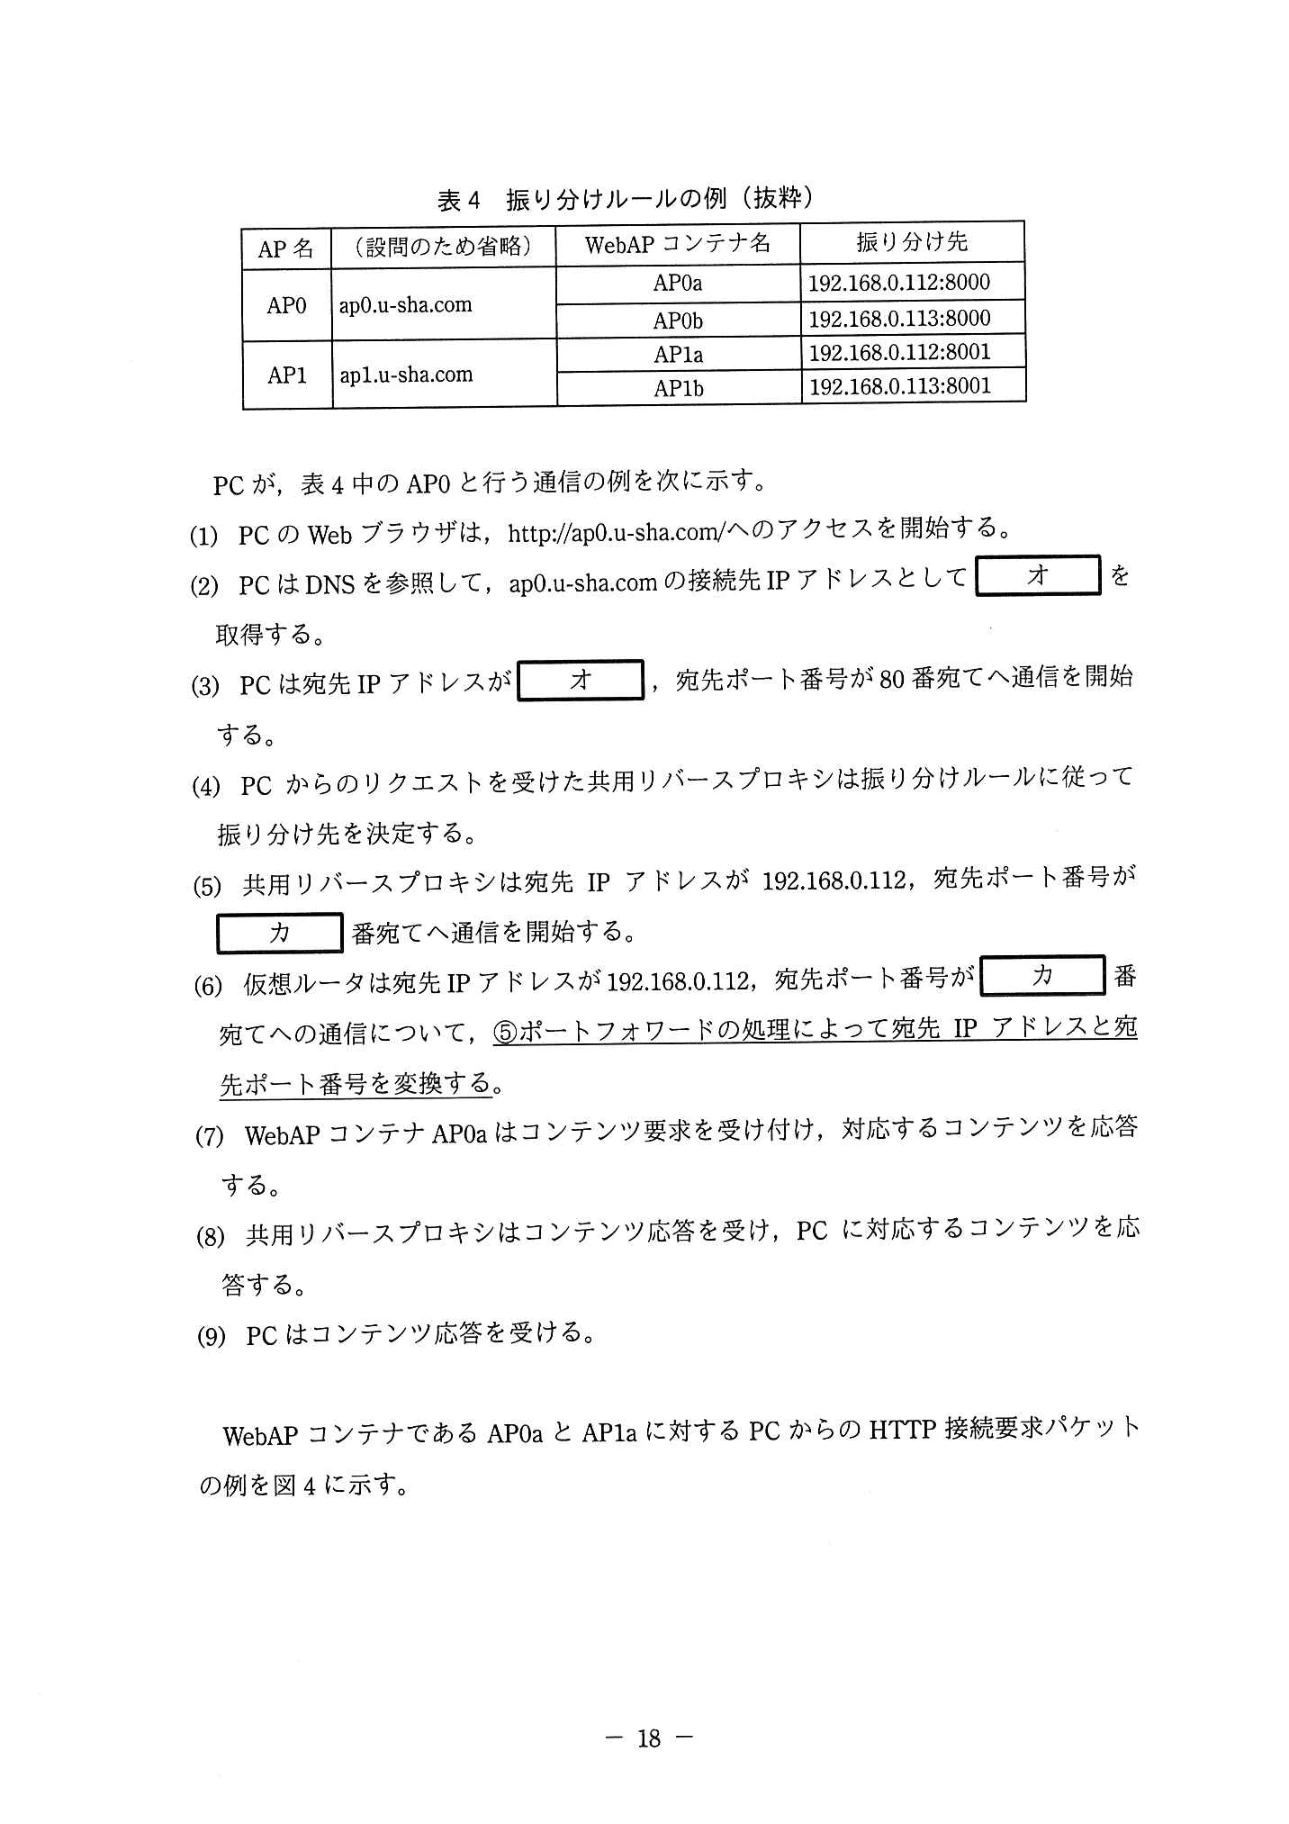 表4 振り分けルールの例（抜粋）
AP名 （設問のため省略） WebAPコンテナ名 振り分け先
AP0 ap0.u-sha.com AP0a 192.168.0.112:8000
AP0b 192.168.0.113:8000
AP1 ap1.u-sha.com AP1a 192.168.0.112:8001
AP1b 192.168.0.113:8001
PCが，表4中のAP0と行う通信の例を次に示す。
(1) PCのWebブラウザは，http://ap0.u-sha.com/へのアクセスを開始する。
(2) PCはDNSを参照して，ap0.u-sha.comの接続先IPアドレスとして オ を
取得する。
(3) PCは宛先IPアドレスが オ ，宛先ポート番号が80番宛てへ通信を開始
する。
(4) PCからのリクエストを受けた共用リバースプロキシは振り分けルールに従って
振り分け先を決定する。
(5) 共用リバースプロキシは宛先IPアドレスが192.168.0.112，宛先ポート番号が
カ 番宛てへ通信を開始する。
(6) 仮想ルータは宛先IPアドレスが192.168.0.112，宛先ポート番号が カ 番
宛てへの通信について，⑤ポートフォワードの処理によって宛先IPアドレスと宛
先ポート番号を変換する。
(7) WebAPコンテナAP0aはコンテンツ要求を受け付け，対応するコンテンツを応答
する。
(8) 共用リバースプロキシはコンテンツ応答を受け，PCに対応するコンテンツを応
答する。
(9) PCはコンテンツ応答を受ける。
WebAPコンテナであるAP0aとAP1aに対するPCからのHTTP接続要求パケット
の例を図4に示す。
－ 18 －